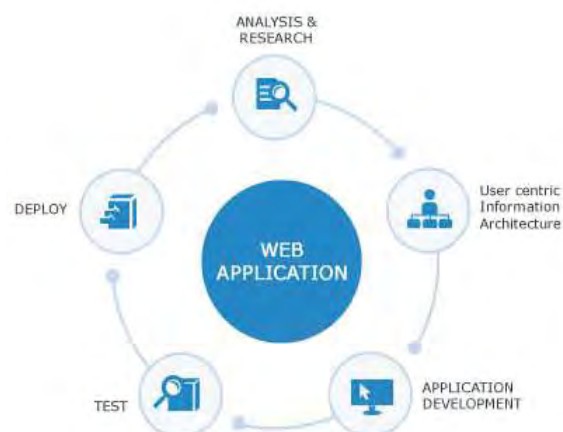 ANALYSIS &
RESEARCH
User centric
Information
Architecture
APPLICATION
DEVELOPMENT
TEST
DEPLOY
WEB
APPLICATION